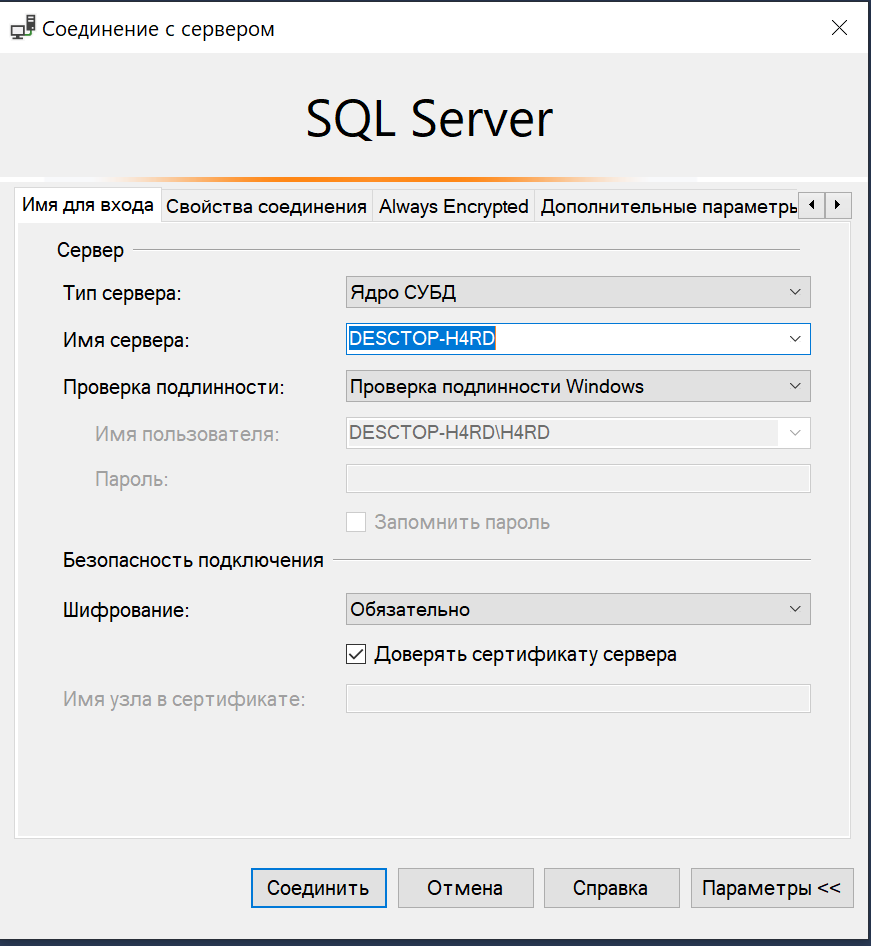 Соединение с сервером
SQL Server
Имя для входа Свойства соединения Always Encrypted Дополнительные параметры
Сервер
Тип сервера: Ядро СУБД
Имя сервера: DESCTOP-H4RD
Проверка подлинности: Проверка подлинности Windows
Имя пользователя: DESCTOP-H4RD\H4RD
Пароль:
Запомнить пароль
Безопасность подключения
Шифрование: Обязательно
Доверять сертификату сервера
Имя узла в сертификате:
Соединить Отмена Справка Параметры <<